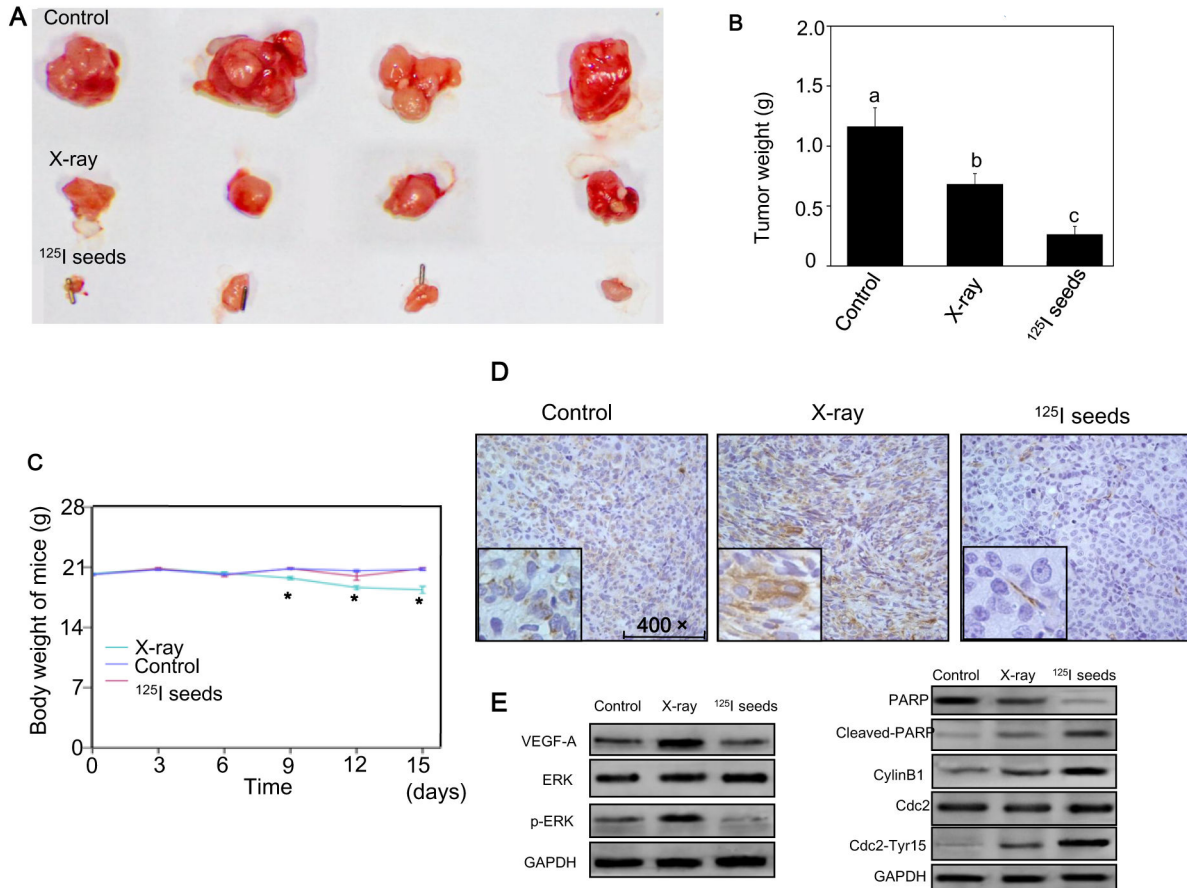 A
Control
X-ray
¹²⁵I seeds
B
Tumor weight (g)
2.0
1.5
1.0
0.5
0
a
b
c
Control
X-ray
¹²⁵I seeds
C
Body weight of mice (g)
28
21
14
7
0
* * *
X-ray
Control
¹²⁵I seeds
0 3 6 9 12 15
Time (days)
D
Control X-ray ¹²⁵I seeds
400 ×
E
Control X-ray ¹²⁵I seeds
VEGF-A
ERK
p-ERK
GAPDH
Control X-ray ¹²⁵I seeds
PARP
Cleaved-PARP
CylinB1
Cdc2
Cdc2-Tyr15
GAPDH